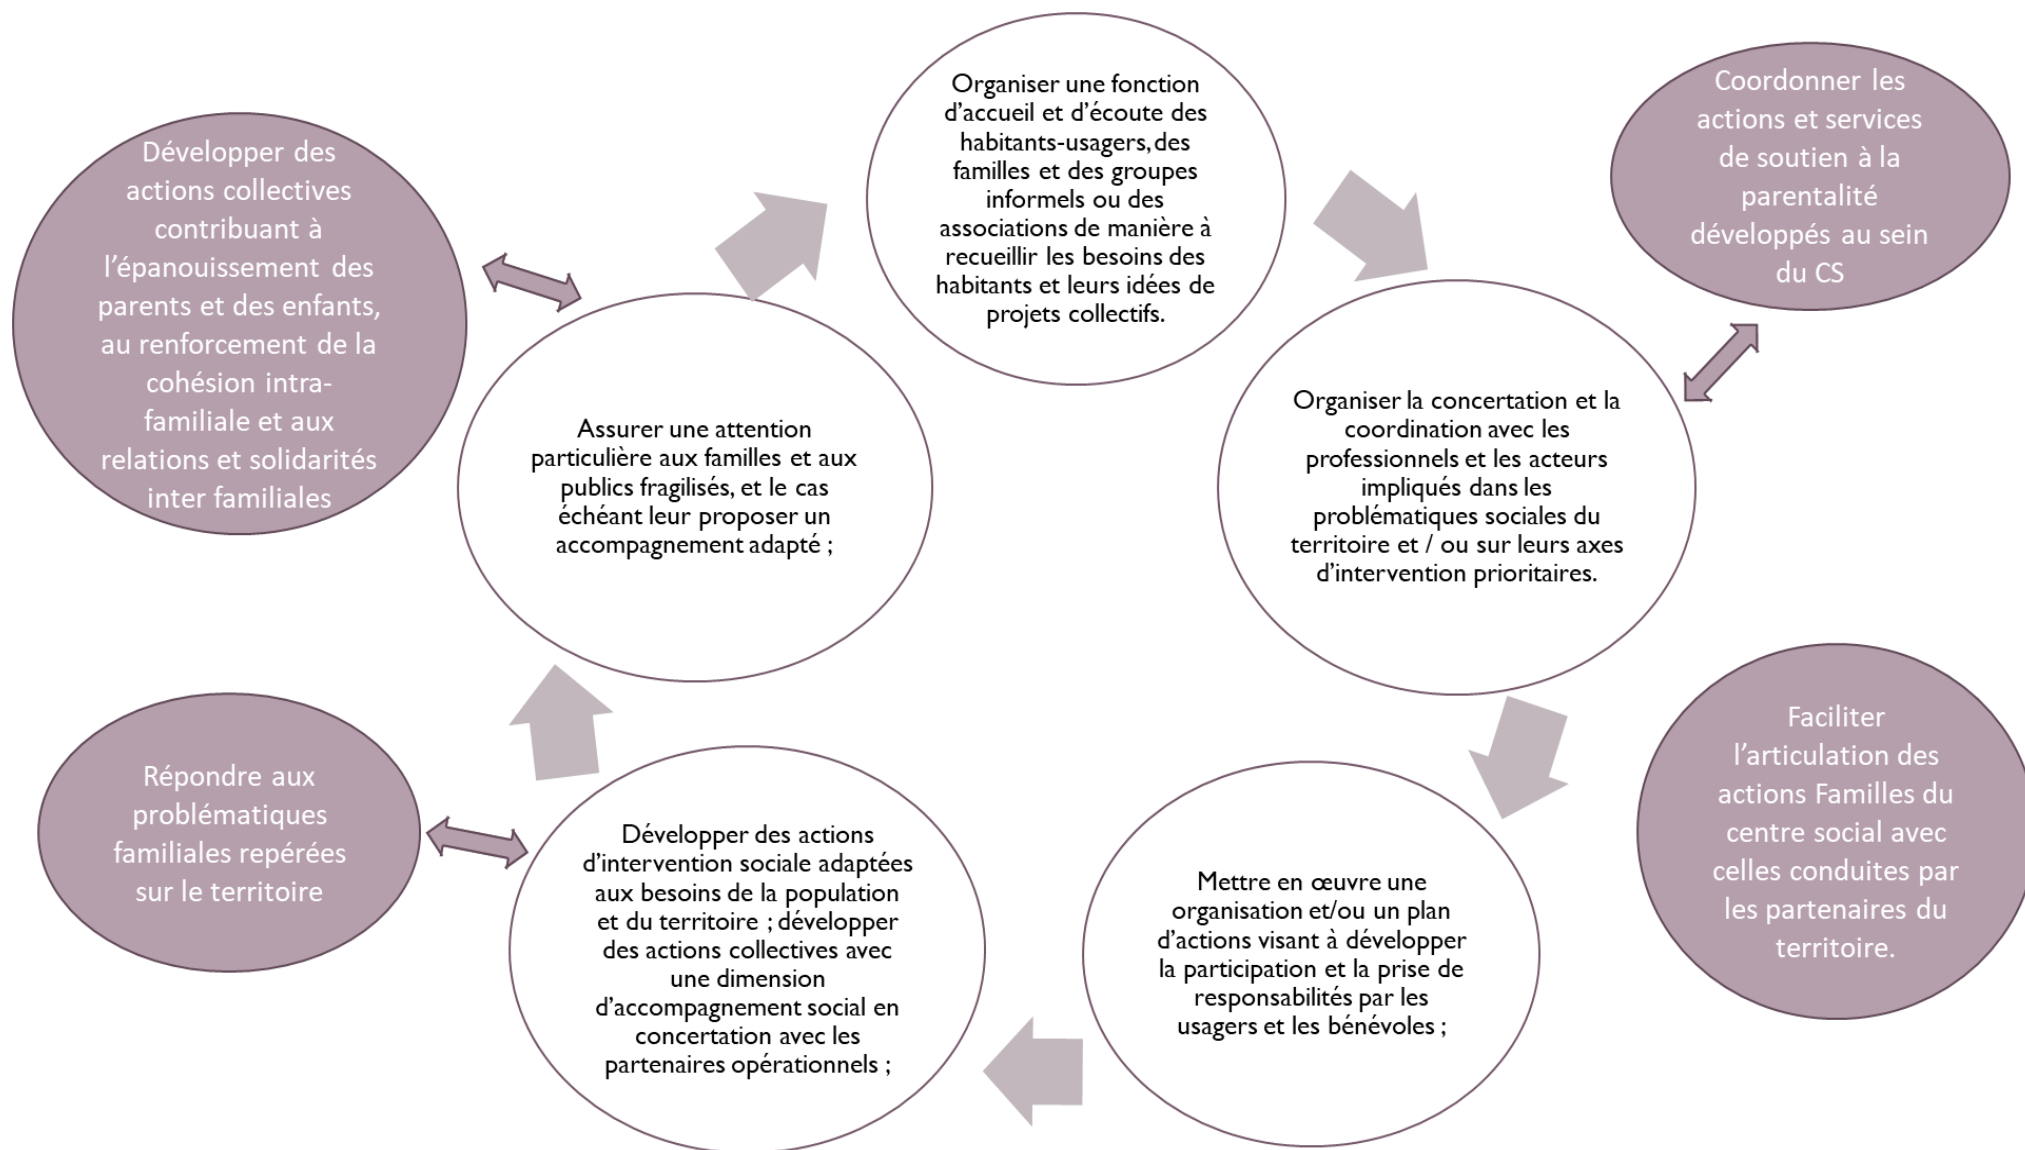 Organiser une fonction
d'accueil et d'écoute des
habitants-usagers, des
familles et des groupes
informels ou des
associations de manière à
recueillir les besoins des
habitants et leurs idées de
projets collectifs.
Coordonner les
actions et services
de soutien à la
parentalité
développés au sein
du CS
Développer des
actions collectives
contribuant à
l'épanouissement des
parents et des enfants,
au renforcement de la
cohésion intra-
familiale et aux
relations et solidarités
inter familiales
Assurer une attention
particulière aux familles et aux
publics fragilisés, et le cas
échéant leur proposer un
accompagnement adapté ;
Organiser la concertation et la
coordination avec les
professionnels et les acteurs
impliqués dans les
problématiques sociales du
territoire et / ou sur leurs axes
d'intervention prioritaires.
Faciliter
l'articulation des
actions Familles du
centre social avec
celles conduites par
les partenaires du
territoire.
Répondre aux
problématiques
familiales repérées
sur le territoire
Développer des actions
d'intervention sociale adaptées
aux besoins de la population
et du territoire ; développer
des actions collectives avec
une dimension
d'accompagnement social en
concertation avec les
partenaires opérationnels ;
Mettre en œuvre une
organisation et/ou un plan
d'actions visant à développer
la participation et la prise de
responsabilités par les
usagers et les bénévoles ;